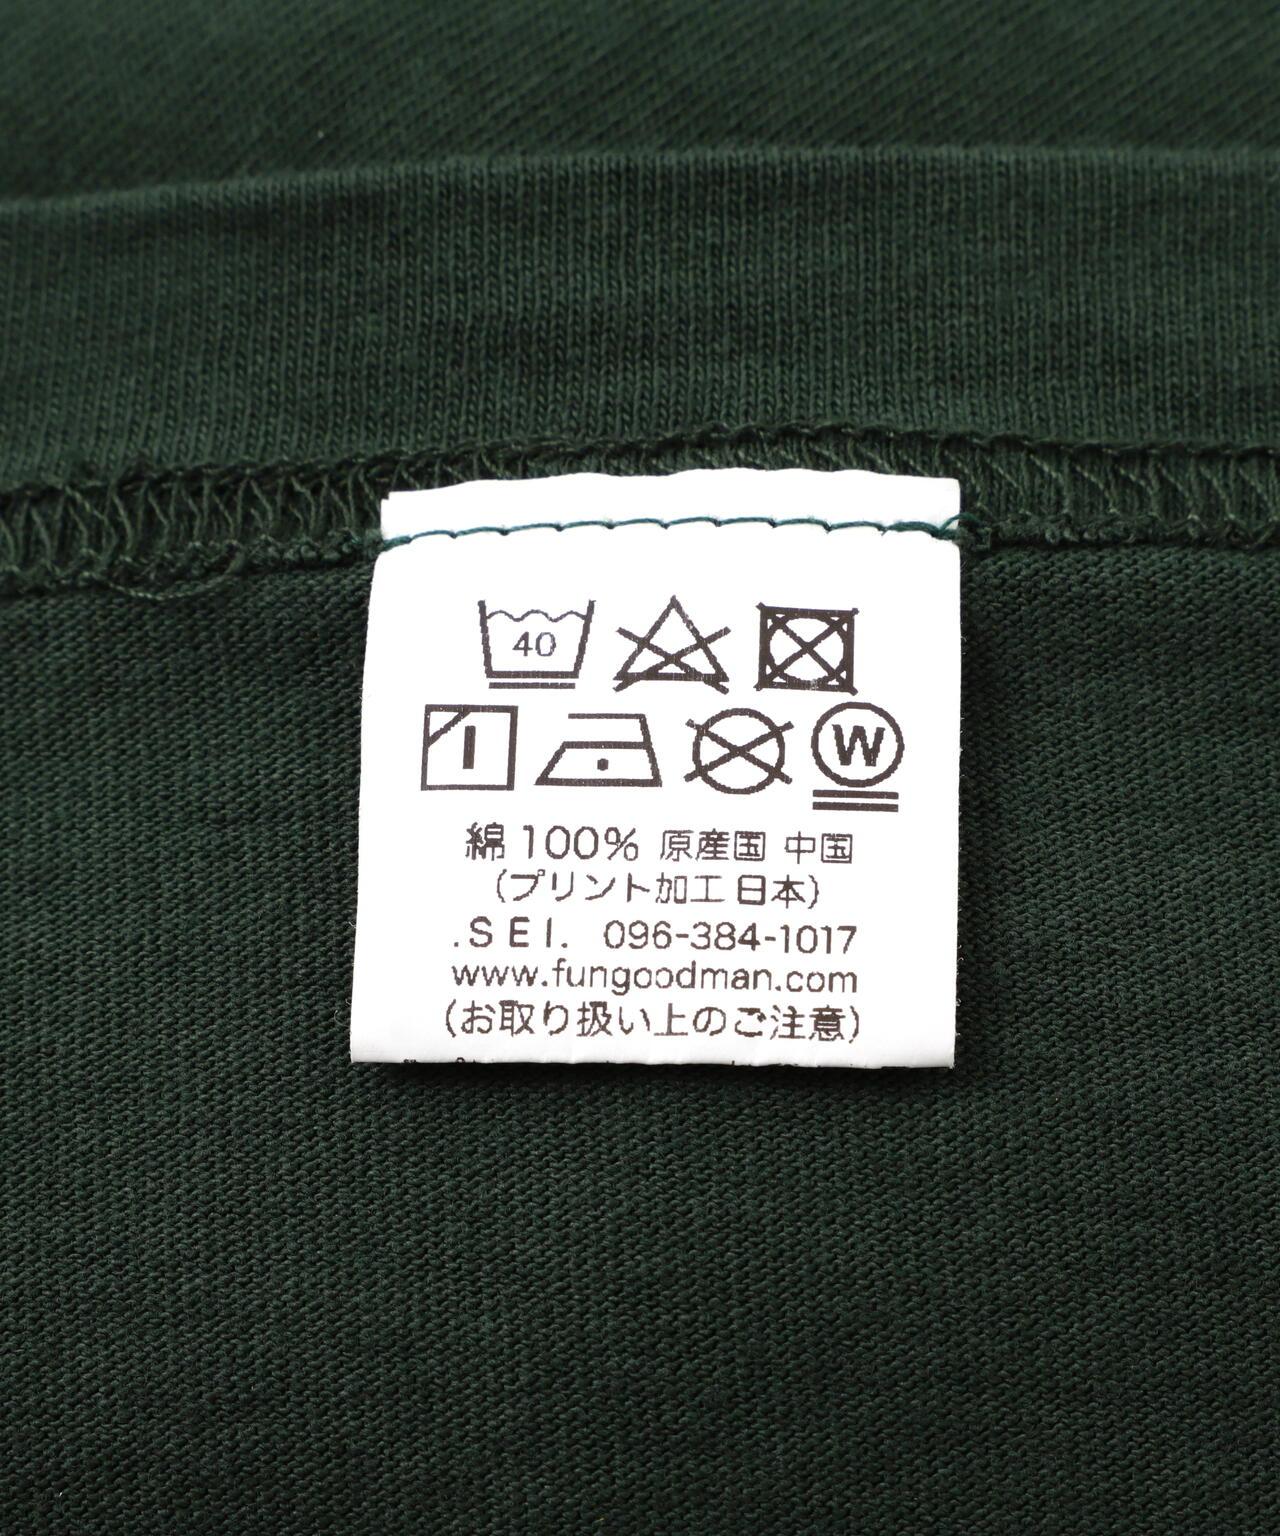 40
W
綿 100% 原産国 中国
(プリント加工 日本)
.SEI. 096-384-1017
www.fungoodman.com
(お取り扱い上のご注意)